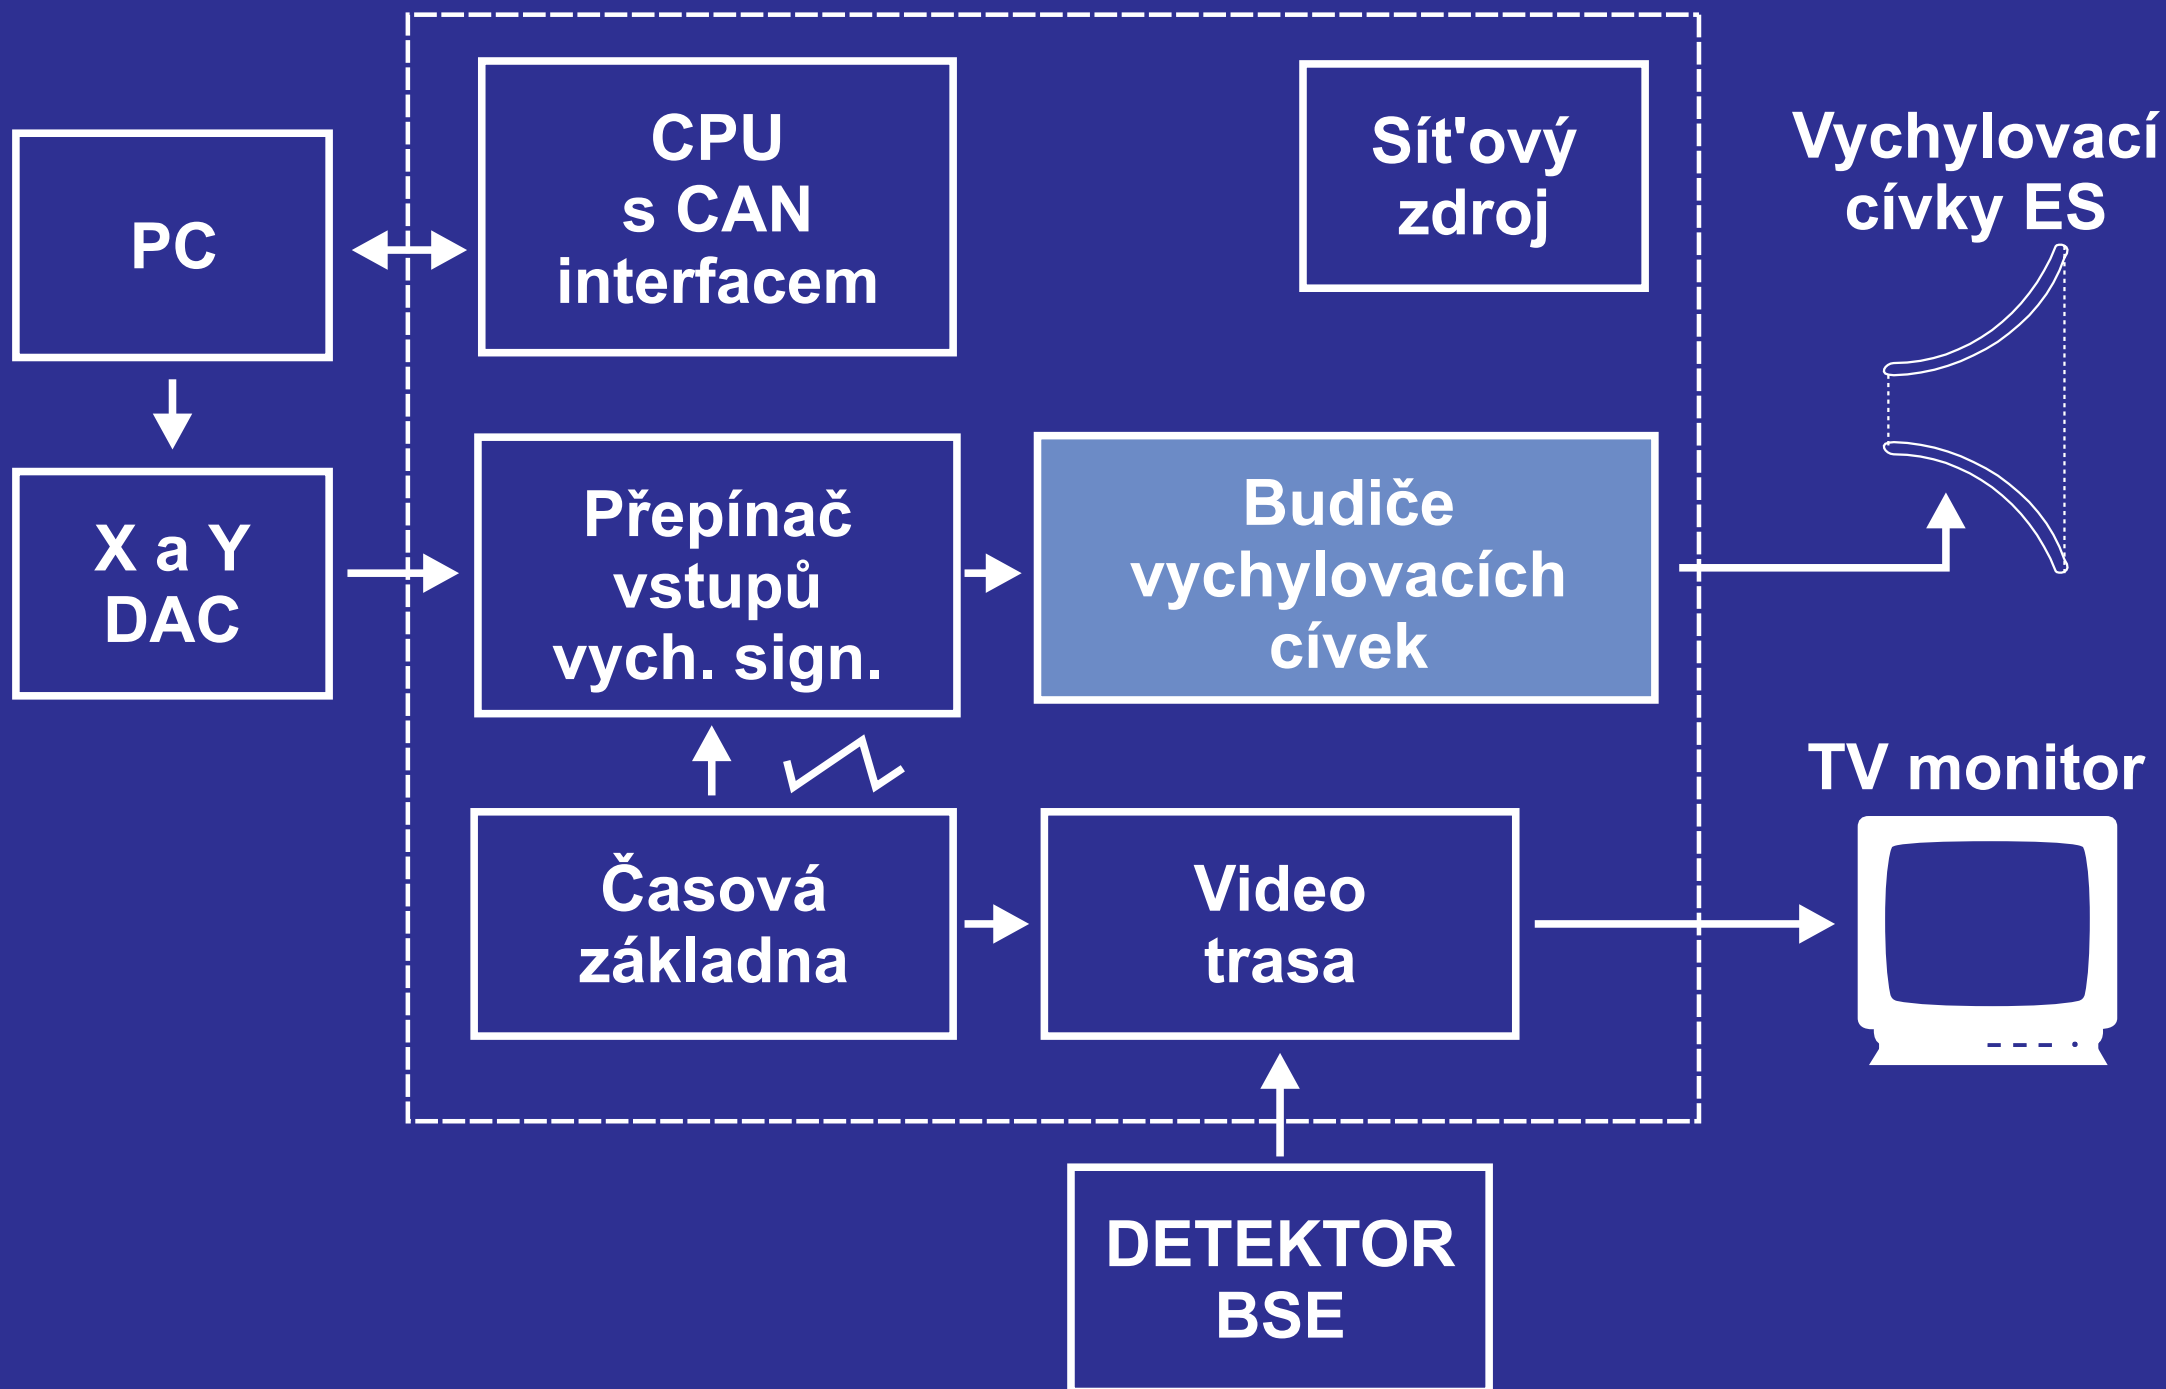 PC
CPU
s CAN
interfacem
Sít'ový
zdroj
Vychylovací
cívky ES
X a Y
DAC
Přepínač
vstupů
vych. sign.
Budiče
vychylovacích
cívek
TV monitor
Časová
základna
Video
trasa
DETEKTOR
BSE